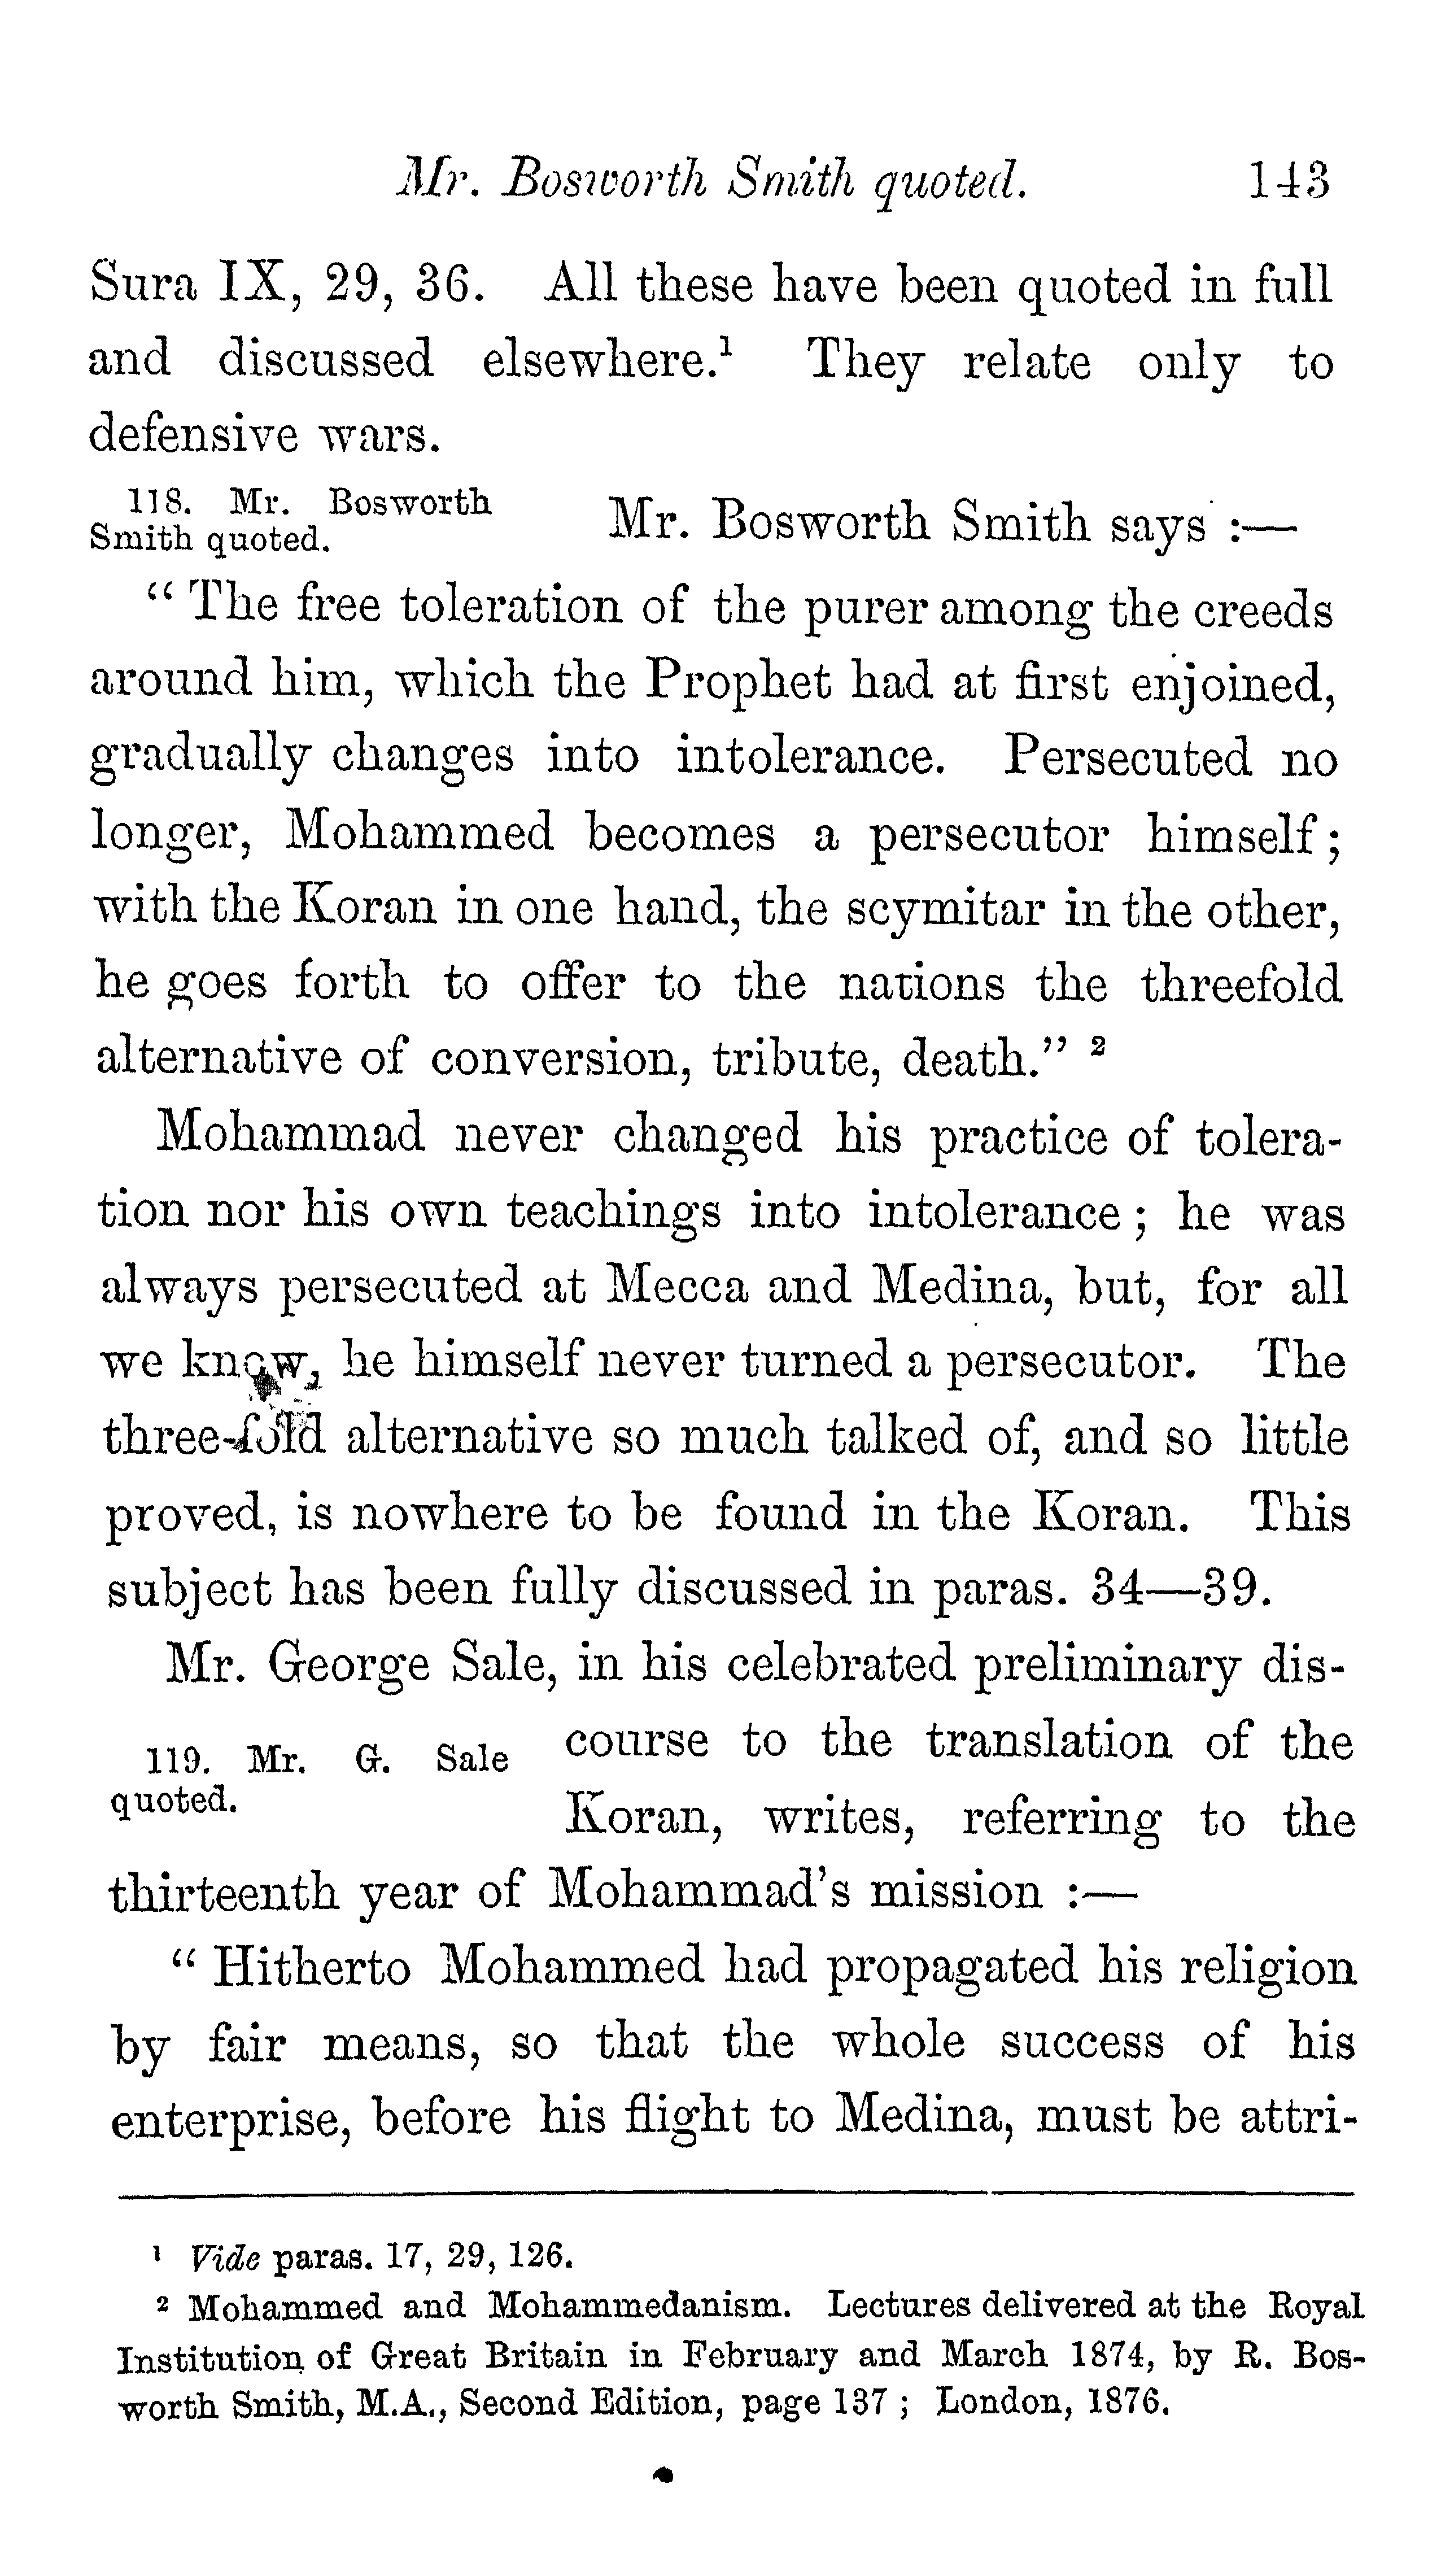 Mr. Bosworth Smith quoted. 143
Sura IX, 29, 36. All these have been quoted in full
and discussed elsewhere.¹ They relate only to
defensive wars.
118. Mr. Bosworth
Smith quoted.
Mr. Bosworth Smith says :—
“ The free toleration of the purer among the creeds
around him, which the Prophet had at first enjoined,
gradually changes into intolerance. Persecuted no
longer, Mohammed becomes a persecutor himself ;
with the Koran in one hand, the scymitar in the other,
he goes forth to offer to the nations the threefold
alternative of conversion, tribute, death.” ²
Mohammad never changed his practice of tolera-
tion nor his own teachings into intolerance ; he was
always persecuted at Mecca and Medina, but, for all
we know, he himself never turned a persecutor. The
three-fold alternative so much talked of, and so little
proved, is nowhere to be found in the Koran. This
subject has been fully discussed in paras. 34—39.
Mr. George Sale, in his celebrated preliminary dis-
119. Mr. G. Sale
quoted.
course to the translation of the
Koran, writes, referring to the
thirteenth year of Mohammad's mission :—
“ Hitherto Mohammed had propagated his religion
by fair means, so that the whole success of his
enterprise, before his flight to Medina, must be attri-
¹ Vide paras. 17, 29, 126.
² Mohammed and Mohammedanism. Lectures delivered at the Royal
Institution of Great Britain in February and March 1874, by R. Bos-
worth Smith, M.A., Second Edition, page 137 ; London, 1876.